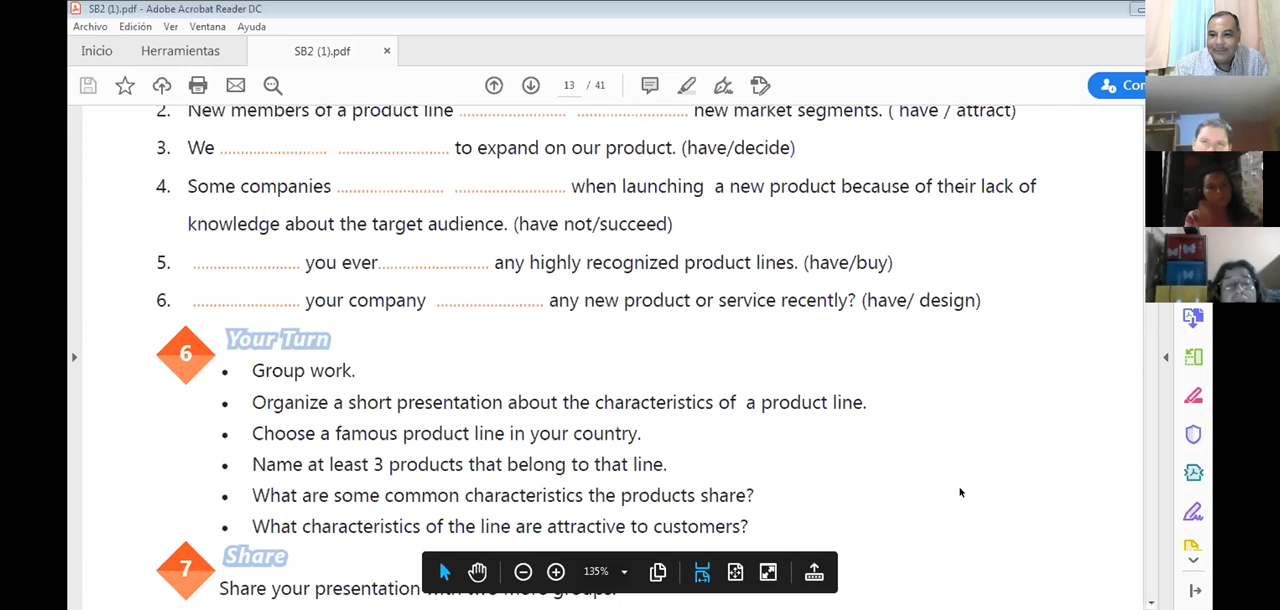 SB2 (1).pdf - Adobe Acrobat Reader DC
Archivo Edición Ver Ventana Ayuda
Inicio Herramientas SB2 (1).pdf ×
13 / 41
2. New members of a product line ........................ ........................ new market segments. ( have / attract)
3. We ........................ ........................ to expand on our product. (have/decide)
4. Some companies ........................ ........................ when launching a new product because of their lack of
knowledge about the target audience. (have not/succeed)
5. ........................ you ever........................ any highly recognized product lines. (have/buy)
6. ........................ your company ........................ any new product or service recently? (have/ design)
6 Your Turn
• Group work.
• Organize a short presentation about the characteristics of a product line.
• Choose a famous product line in your country.
• Name at least 3 products that belong to that line.
• What are some common characteristics the products share?
• What characteristics of the line are attractive to customers?
7 Share
135%
Share your presentation with two more groups.